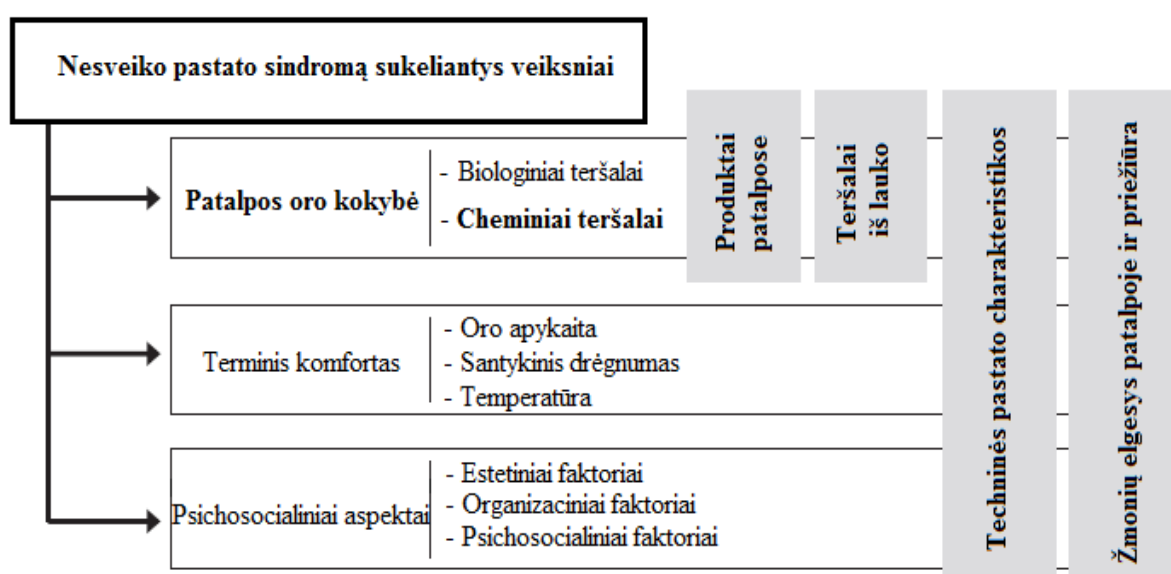 Nesveiko pastato sindromą sukeliantys veiksniai
Patalpos oro kokybė
- Biologiniai teršalai
- Cheminiai teršalai
Terminis komfortas
- Oro apykaita
- Santykinis drėgnumas
- Temperatūra
Psichosocialiniai aspektai
- Estetiniai faktoriai
- Organizaciniai faktoriai
- Psichosocialiniai faktoriai
Produktai
patalpose
Teršalai
iš lauko
Techninės pastato charakteristikos
Žmonių elgesys patalpoje ir priežiūra